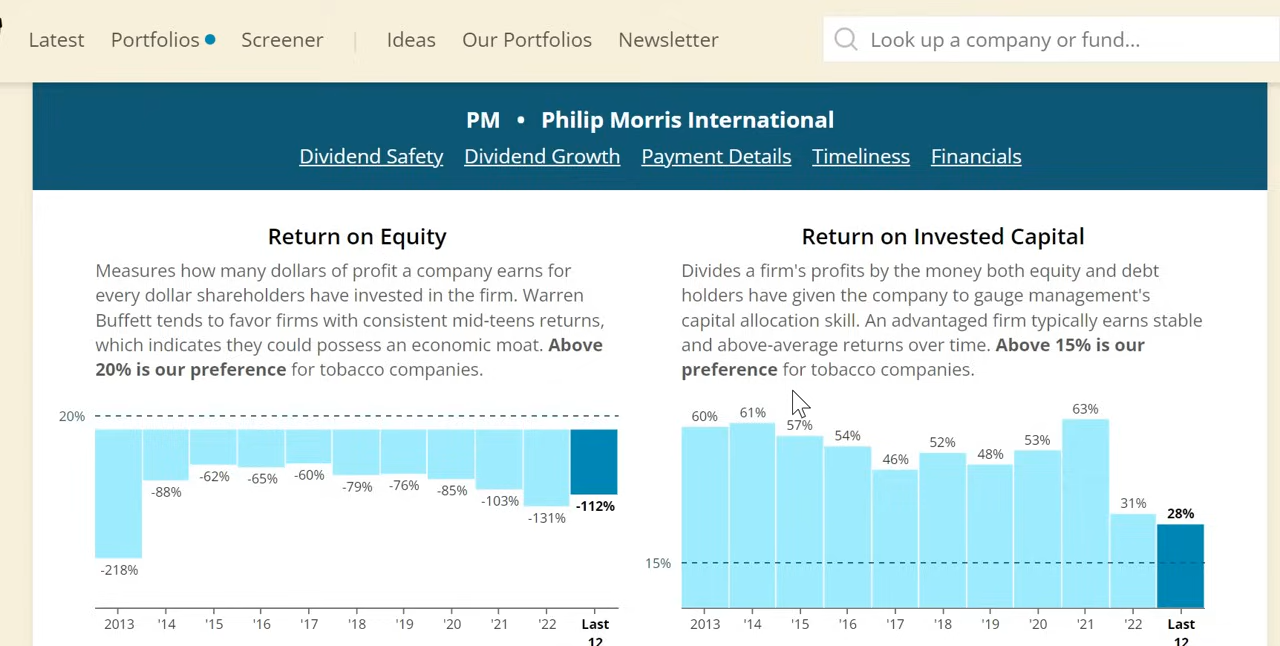 Latest Portfolios Screener Ideas Our Portfolios Newsletter Look up a company or fund...
PM • Philip Morris International
Dividend Safety Dividend Growth Payment Details Timeliness Financials
Return on Equity
Measures how many dollars of profit a company earns for
every dollar shareholders have invested in the firm. Warren
Buffett tends to favor firms with consistent mid-teens returns,
which indicates they could possess an economic moat. Above
20% is our preference for tobacco companies.
20%
-218% -88% -62% -65% -60% -79% -76% -85% -103% -131% -112%
2013 '14 '15 '16 '17 '18 '19 '20 '21 '22 Last
12
Return on Invested Capital
Divides a firm's profits by the money both equity and debt
holders have given the company to gauge management's
capital allocation skill. An advantaged firm typically earns stable
and above-average returns over time. Above 15% is our
preference for tobacco companies.
60% 61% 57% 54% 46% 52% 48% 53% 63% 31% 28%
15%
2013 '14 '15 '16 '17 '18 '19 '20 '21 '22 Last
12